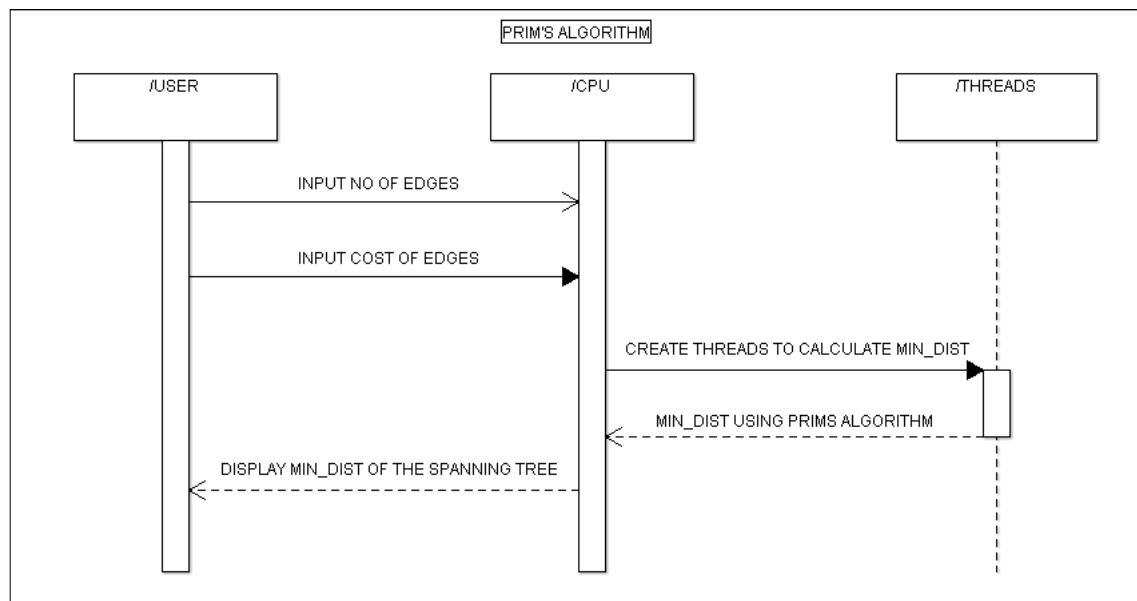 PRIM'S ALGORITHM
/USER
/CPU
/THREADS
INPUT NO OF EDGES
INPUT COST OF EDGES
CREATE THREADS TO CALCULATE MIN_DIST
MIN_DIST USING PRIMS ALGORITHM
DISPLAY MIN_DIST OF THE SPANNING TREE